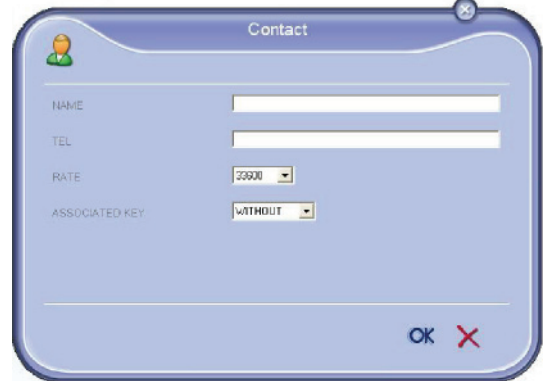 Contact
NAME
TEL
RATE 33600
ASSOCIATED KEY WITHOUT
OK